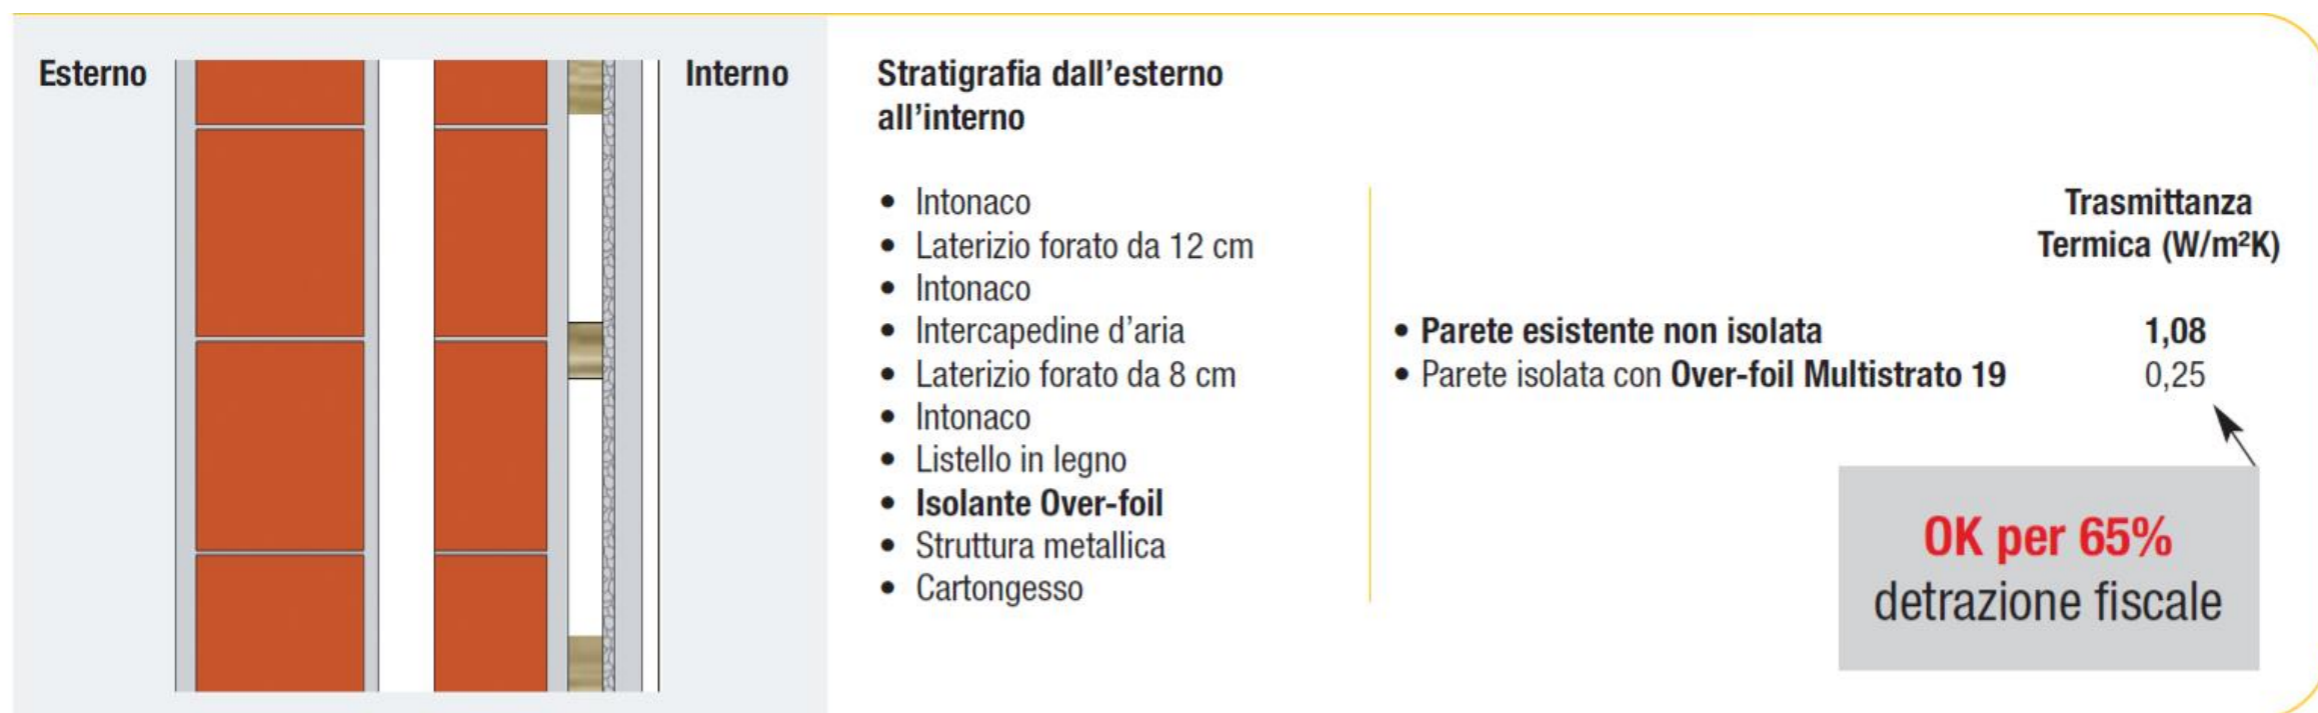 Esterno
Interno
Stratigrafia dall'esterno
all'interno
• Intonaco
• Laterizio forato da 12 cm
• Intonaco
• Intercapedine d'aria
• Laterizio forato da 8 cm
• Intonaco
• Listello in legno
• Isolante Over-foil
• Struttura metallica
• Cartongesso
Trasmittanza
Termica (W/m²K)
• Parete esistente non isolata 1,08
• Parete isolata con Over-foil Multistrato 19 0,25
OK per 65%
detrazione fiscale